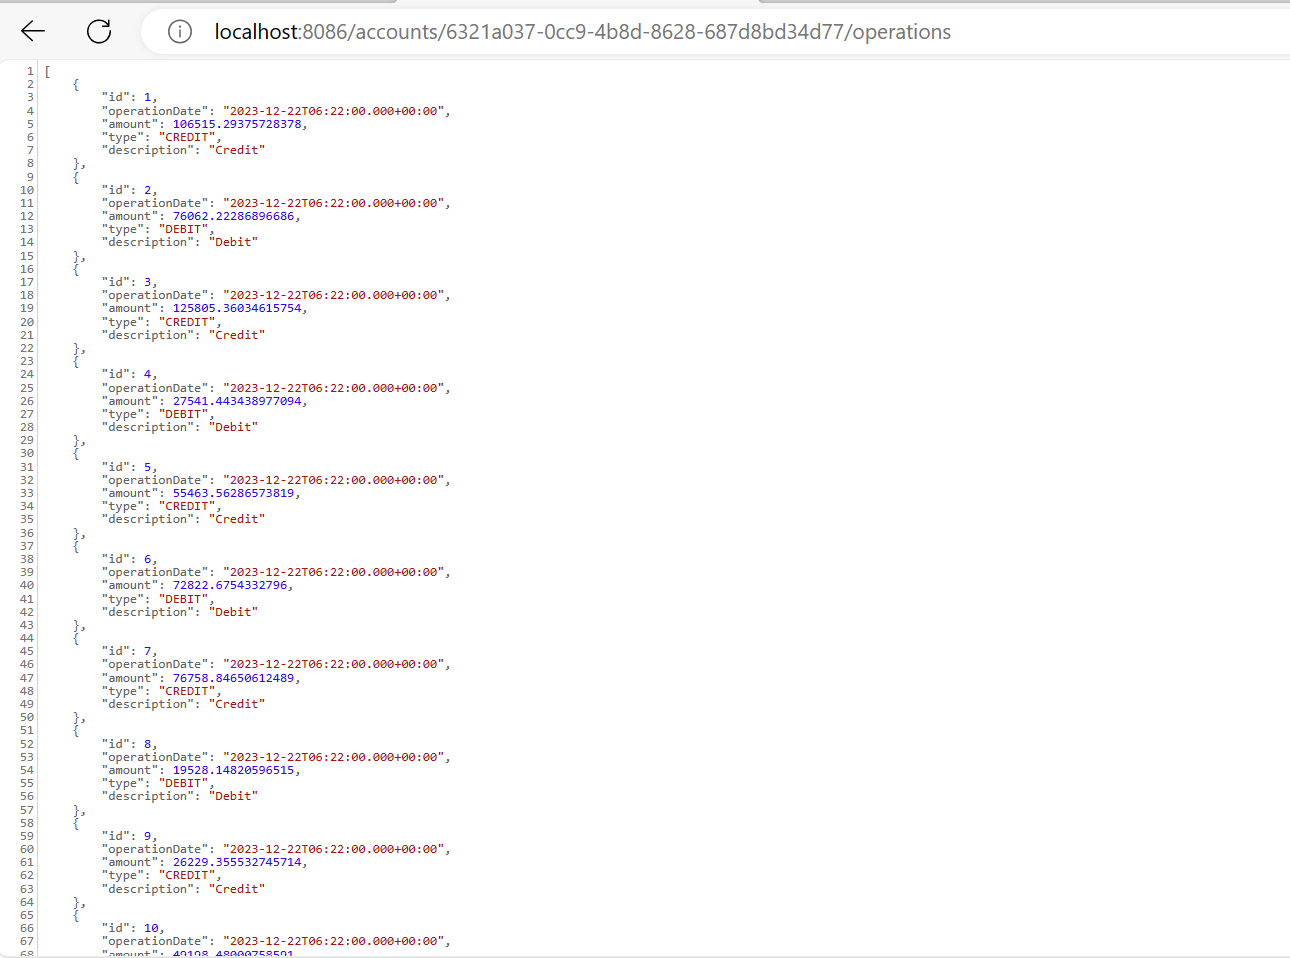 localhost:8086/accounts/6321a037-0cc9-4b8d-8628-687d8bd34d77/operations
1 [
2 {
3 "id": 1,
4 "operationDate": "2023-12-22T06:22:00.000+00:00",
5 "amount": 106515.29375728378,
6 "type": "CREDIT",
7 "description": "Credit"
8 },
9 {
10 "id": 2,
11 "operationDate": "2023-12-22T06:22:00.000+00:00",
12 "amount": 76062.22286896686,
13 "type": "DEBIT",
14 "description": "Debit"
15 },
16 {
17 "id": 3,
18 "operationDate": "2023-12-22T06:22:00.000+00:00",
19 "amount": 125805.36034615754,
20 "type": "CREDIT",
21 "description": "Credit"
22 },
23 {
24 "id": 4,
25 "operationDate": "2023-12-22T06:22:00.000+00:00",
26 "amount": 27541.443438977094,
27 "type": "DEBIT",
28 "description": "Debit"
29 },
30 {
31 "id": 5,
32 "operationDate": "2023-12-22T06:22:00.000+00:00",
33 "amount": 55463.56286573819,
34 "type": "CREDIT",
35 "description": "Credit"
36 },
37 {
38 "id": 6,
39 "operationDate": "2023-12-22T06:22:00.000+00:00",
40 "amount": 72822.6754332796,
41 "type": "DEBIT",
42 "description": "Debit"
43 },
44 {
45 "id": 7,
46 "operationDate": "2023-12-22T06:22:00.000+00:00",
47 "amount": 76758.84650612489,
48 "type": "CREDIT",
49 "description": "Credit"
50 },
51 {
52 "id": 8,
53 "operationDate": "2023-12-22T06:22:00.000+00:00",
54 "amount": 19528.14820596515,
55 "type": "DEBIT",
56 "description": "Debit"
57 },
58 {
59 "id": 9,
60 "operationDate": "2023-12-22T06:22:00.000+00:00",
61 "amount": 26229.355532745714,
62 "type": "CREDIT",
63 "description": "Credit"
64 },
65 {
66 "id": 10,
67 "operationDate": "2023-12-22T06:22:00.000+00:00",
68 "amount": 49198.48000758591